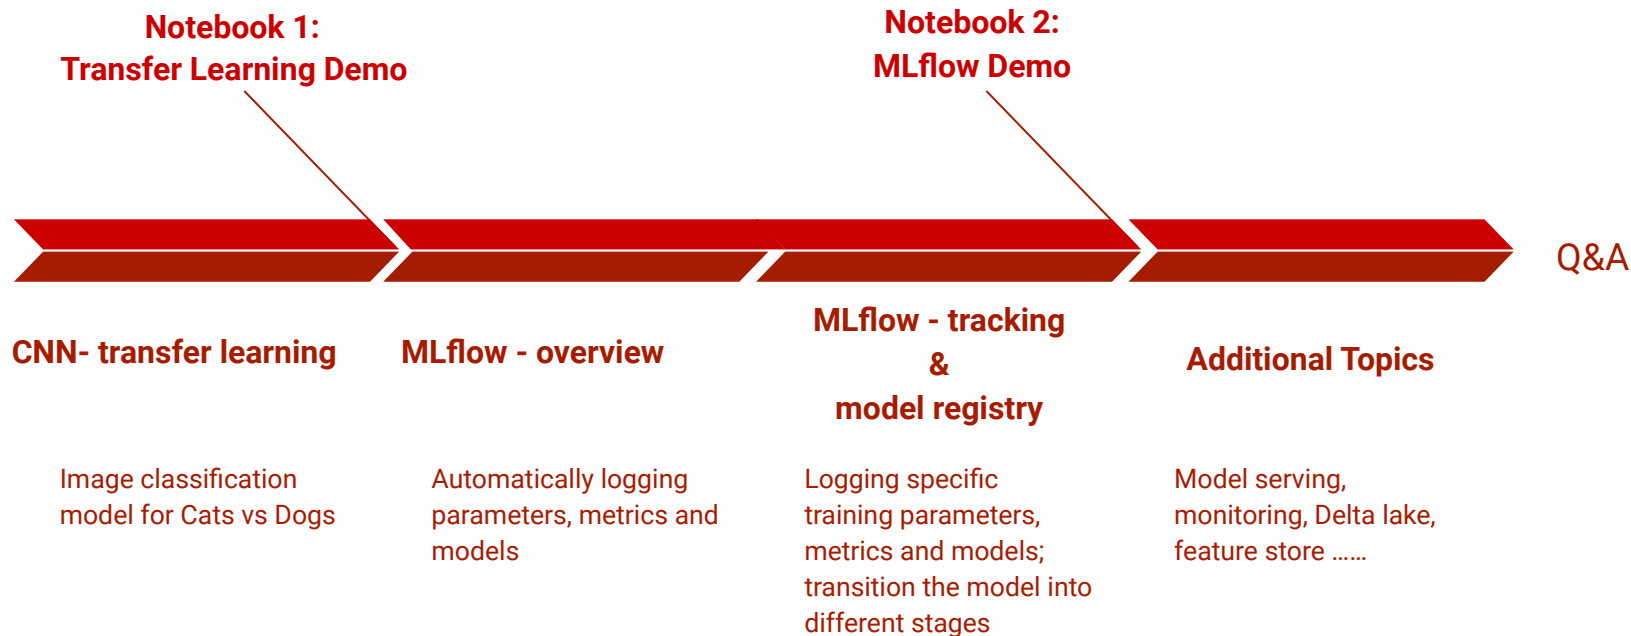 Notebook 1:
Transfer Learning Demo
Notebook 2:
MLflow Demo
Q&A
CNN- transfer learning
MLflow - overview
MLflow - tracking
&
model registry
Additional Topics
Image classification
model for Cats vs Dogs
Automatically logging
parameters, metrics and
models
Logging specific
training parameters,
metrics and models;
transition the model into
different stages
Model serving,
monitoring, Delta lake,
feature store ......